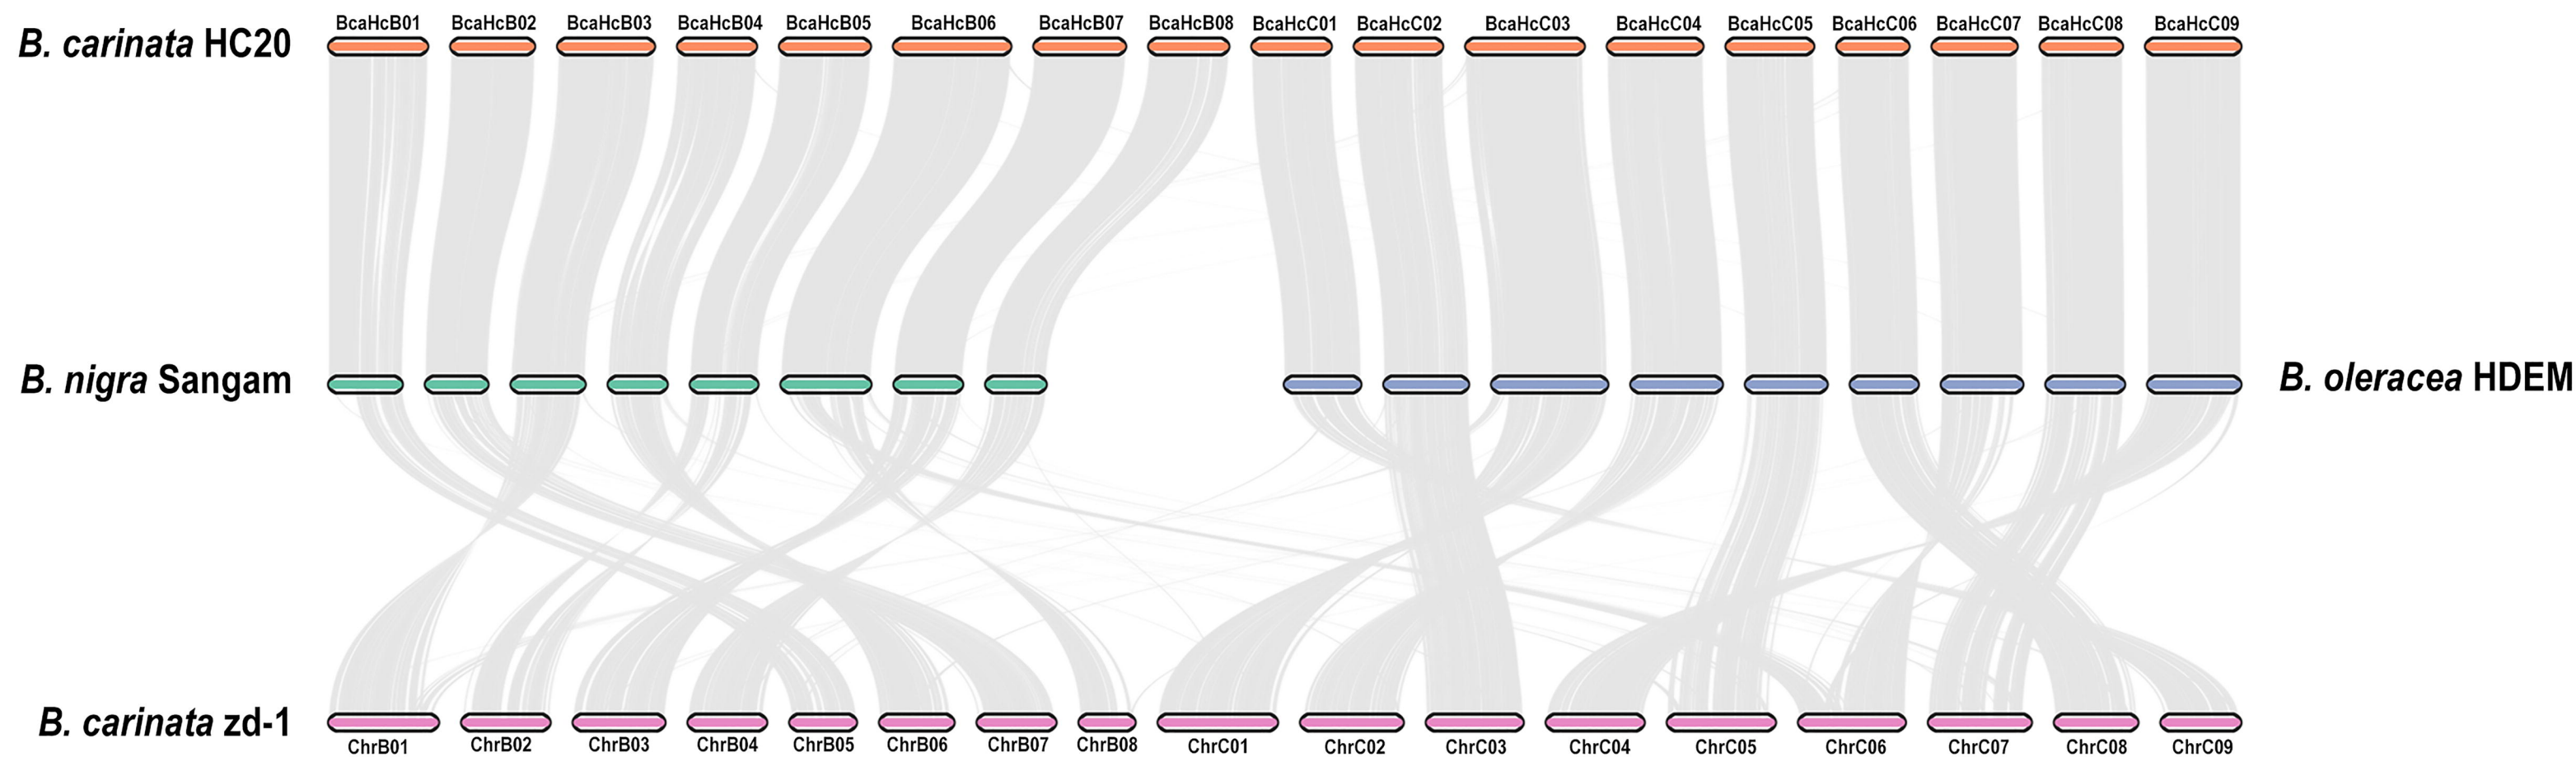 BcaHcB01 BcaHcB02 BcaHcB03 BcaHcB04 BcaHcB05 BcaHcB06 BcaHcB07 BcaHcB08 BcaHcC01 BcaHcC02 BcaHcC03 BcaHcC04 BcaHcC05 BcaHcC06 BcaHcC07 BcaHcC08 BcaHcC09
B. carinata HC20
B. nigra Sangam
B. oleracea HDEM
B. carinata zd-1
ChrB01 ChrB02 ChrB03 ChrB04 ChrB05 ChrB06 ChrB07 ChrB08 ChrC01 ChrC02 ChrC03 ChrC04 ChrC05 ChrC06 ChrC07 ChrC08 ChrC09